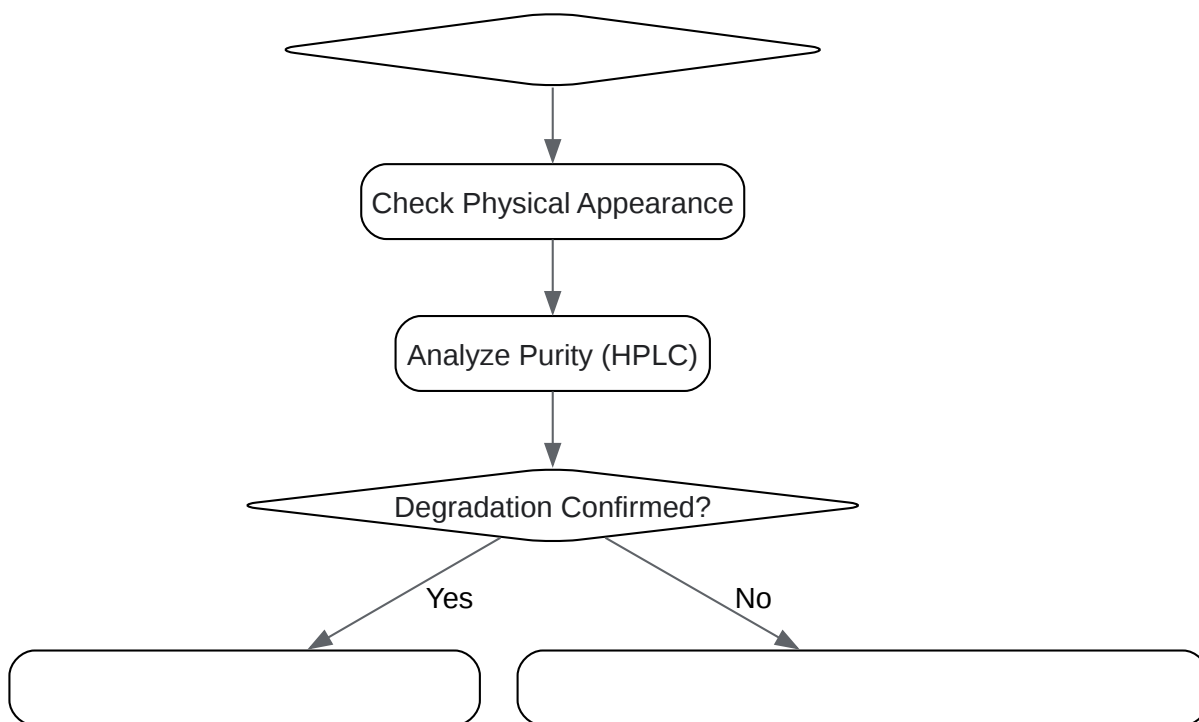 Check Physical Appearance
Analyze Purity (HPLC)
Degradation Confirmed?
Yes
No